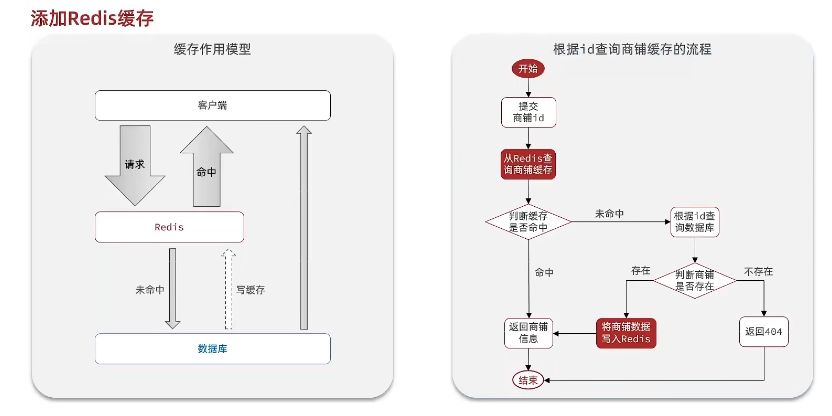 添加Redis缓存
缓存作用模型
客户端
请求
命中
Redis
未命中
写缓存
数据库
根据id查询商铺缓存的流程
开始
提交
商铺id
从Redis查
询商铺缓存
判断缓存
是否命中
未命中
根据id查
询数据库
命中
存在
判断商铺
是否存在
不存在
返回商铺
信息
将商铺数据
写入Redis
返回404
结束